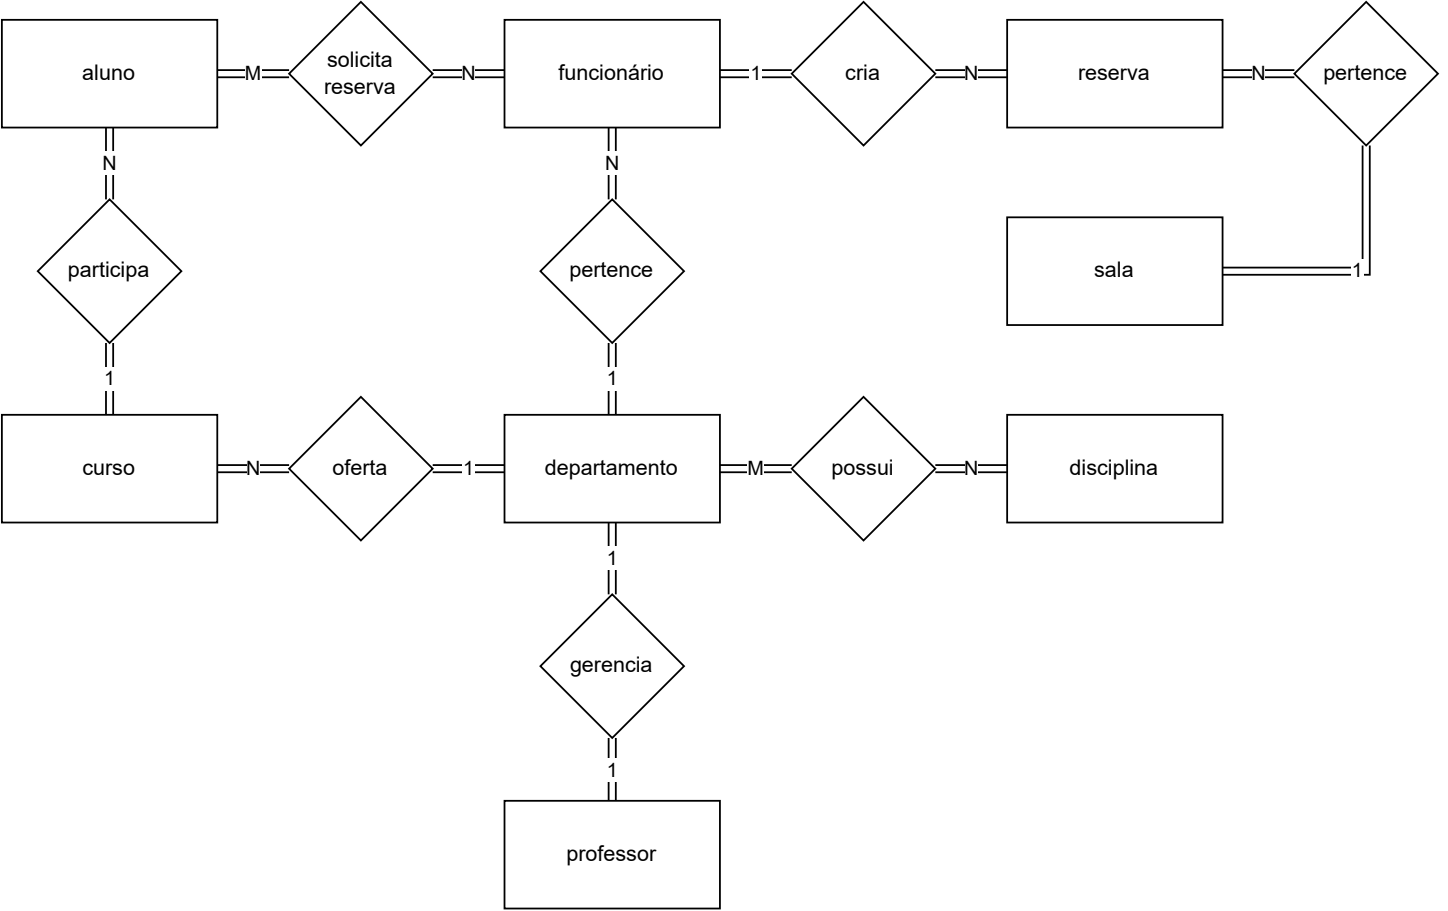 aluno
M
solicita
reserva
N
funcionário
1
cria
N
reserva
N
pertence
N
N
participa
pertence
sala
1
1
1
curso
N
oferta
1
departamento
M
possui
N
disciplina
1
gerencia
1
professor